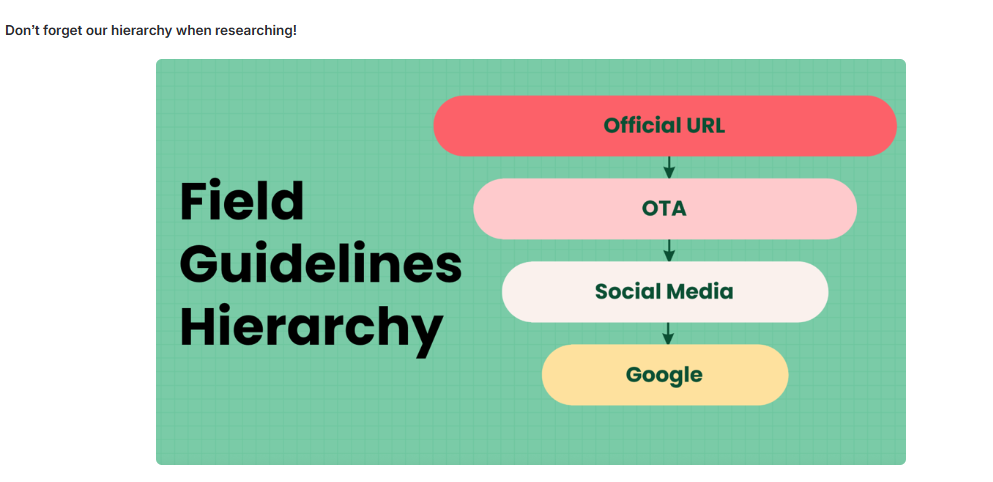 Don’t forget our hierarchy when researching!
Field
Guidelines
Hierarchy
Official URL
OTA
Social Media
Google